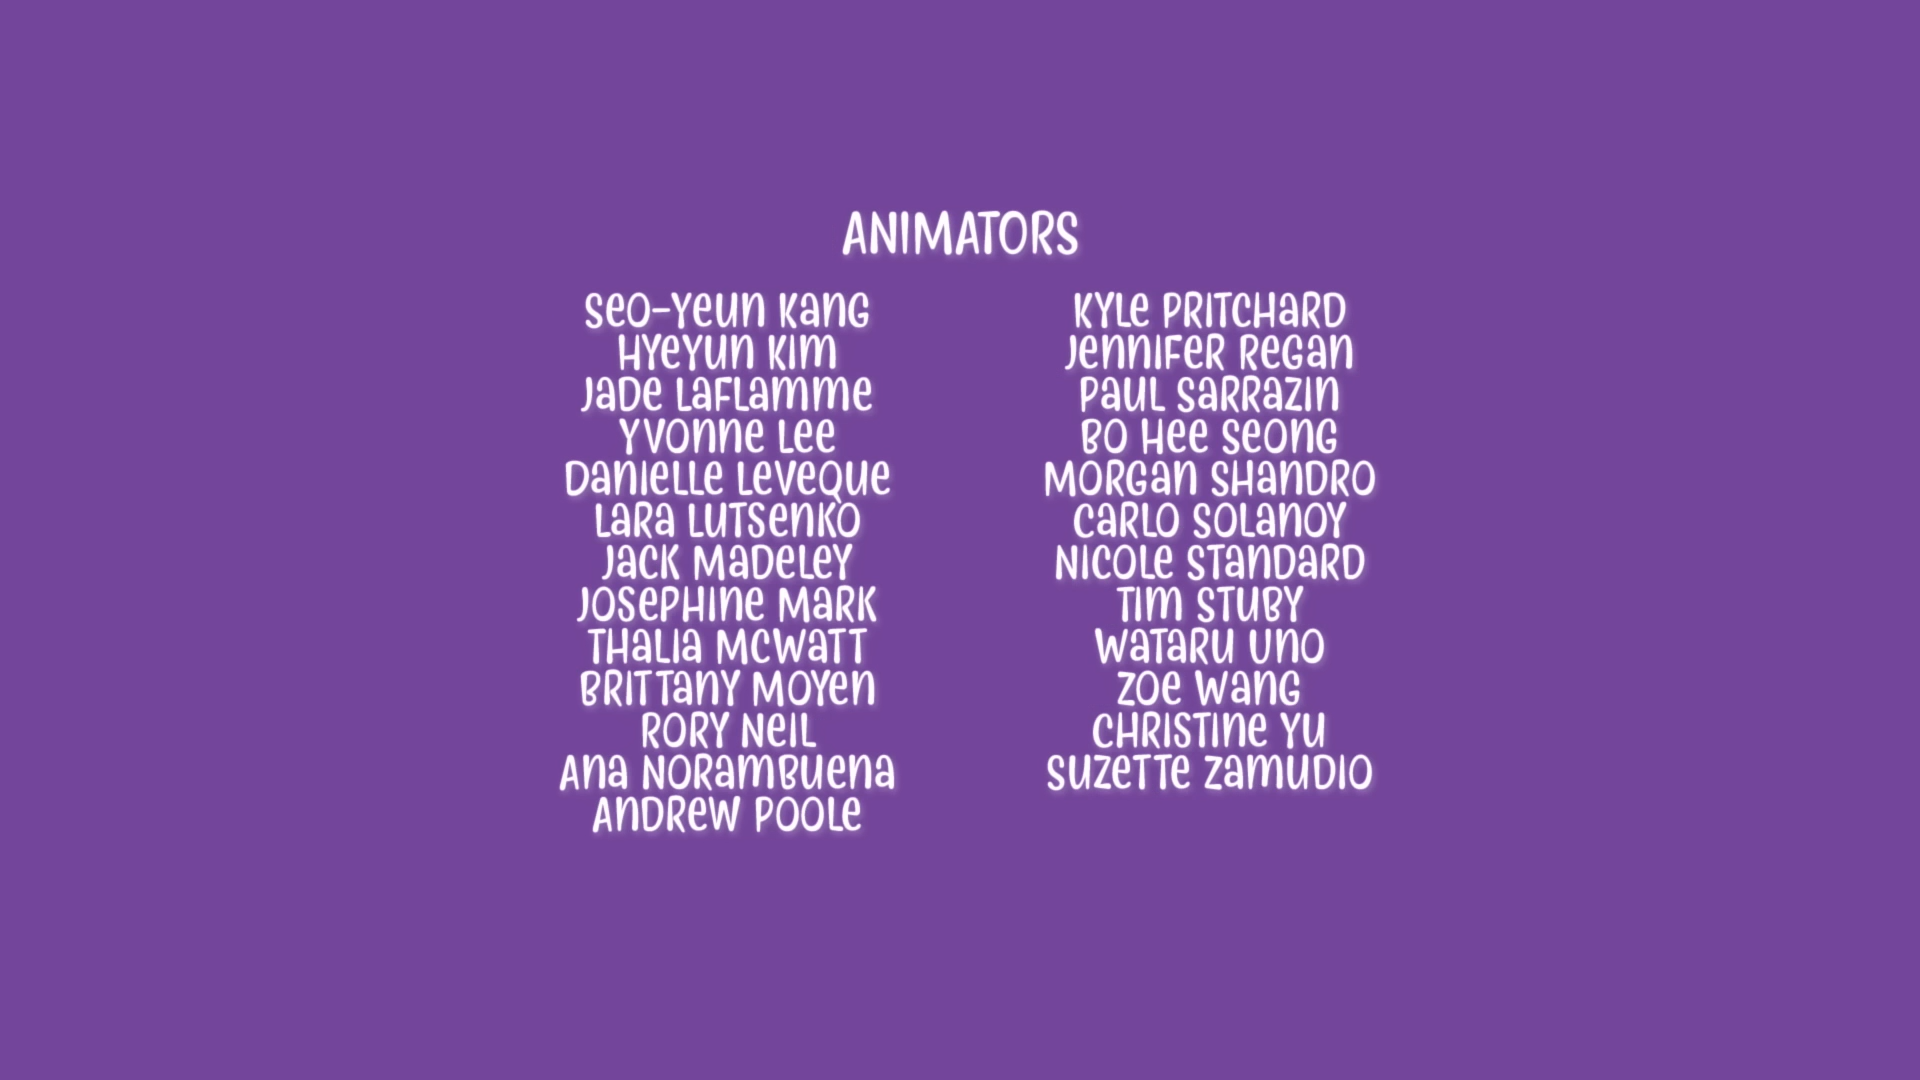 ANIMATORS
Seo-Yeun Kang
Hyeyun Kim
Jade Laflamme
Yvonne Lee
Danielle Leveque
Lara Lutsenko
Jack Madeley
Josephine Mark
Thalia McWatt
Brittany Moyen
Rory Neil
Ana Norambuena
Andrew Poole
Kyle Pritchard
Jennifer Regan
Paul Sarrazin
Bo Hee Seong
Morgan Shandro
Carlo Solanoy
Nicole Standard
Tim Stuby
Wataru Uno
Zoe Wang
Christine Yu
Suzette Zamudio